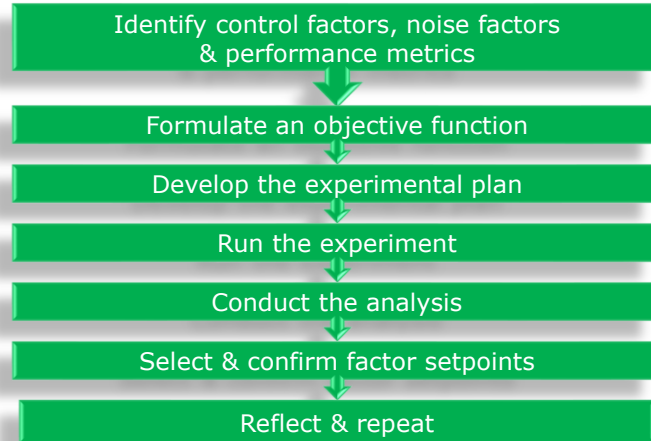 Identify control factors, noise factors
& performance metrics
Formulate an objective function
Develop the experimental plan
Run the experiment
Conduct the analysis
Select & confirm factor setpoints
Reflect & repeat